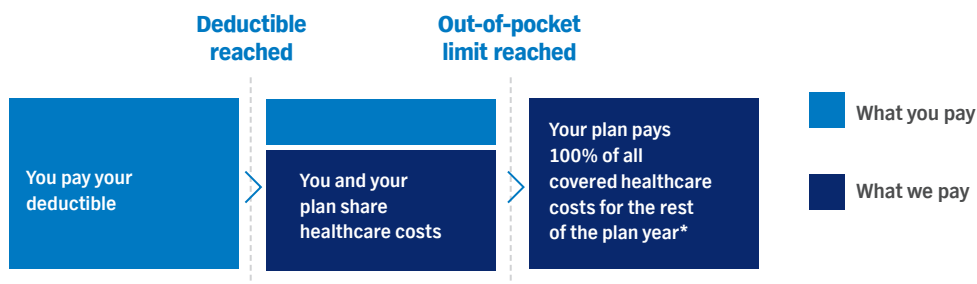 Deductible
reached
Out-of-pocket
limit reached
You pay your
deductible
You and your
plan share
healthcare costs
Your plan pays
100% of all
covered healthcare
costs for the rest
of the plan year*
What you pay
What we pay